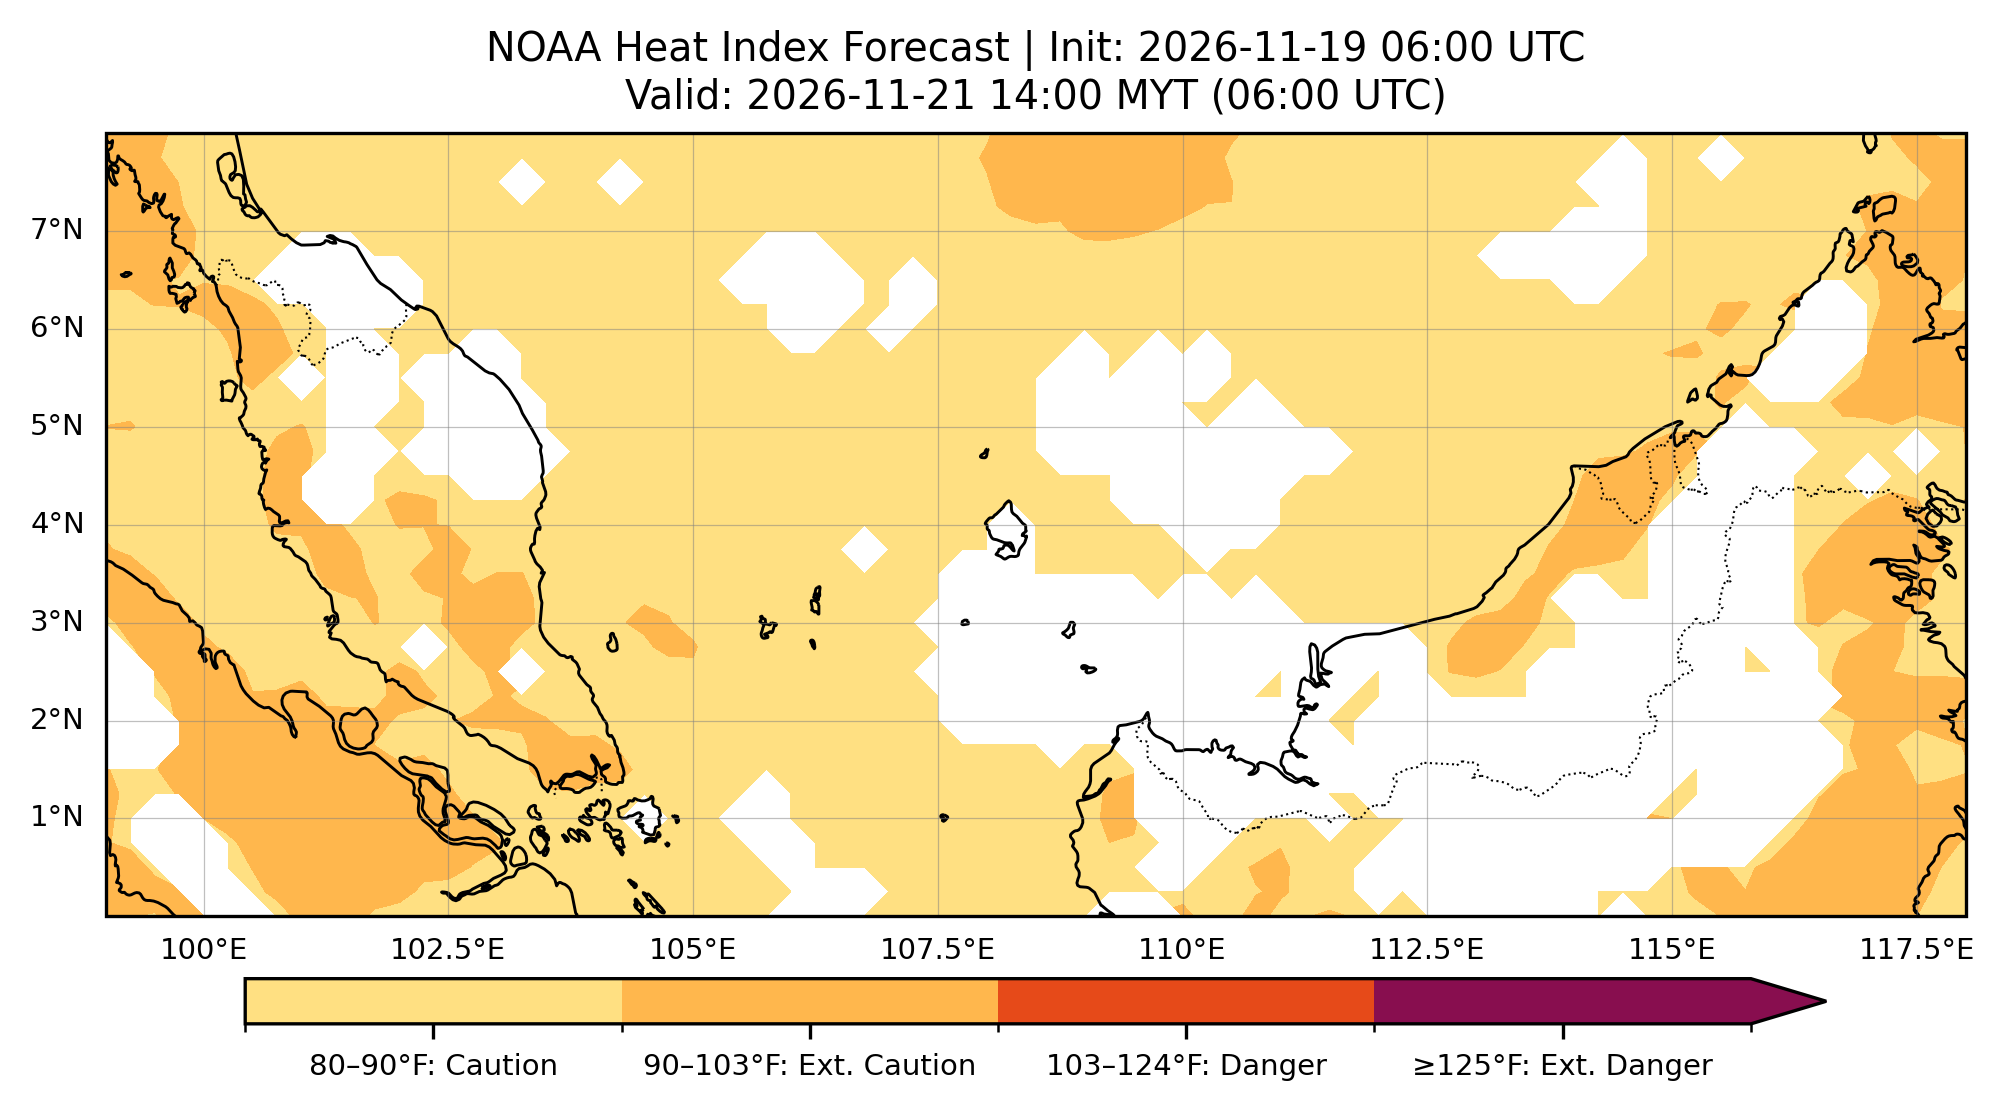 NOAA Heat Index Forecast | Init: 2026-11-19 06:00 UTC
Valid: 2026-11-21 14:00 MYT (06:00 UTC)
7°N
6°N
5°N
4°N
3°N
2°N
1°N
100°E
102.5°E
105°E
107.5°E
110°E
112.5°E
115°E
117.5°E
80–90°F: Caution
90–103°F: Ext. Caution
103–124°F: Danger
≥125°F: Ext. Danger